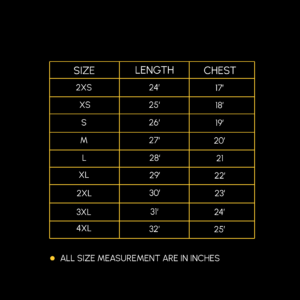 SIZE LENGTH CHEST
2XS 24' 17'
XS 25' 18'
S 26' 19'
M 27' 20'
L 28' 21
XL 29' 22'
2XL 30' 23'
3XL 31' 24'
4XL 32' 25'
ALL SIZE MEASUREMENT ARE IN INCHES